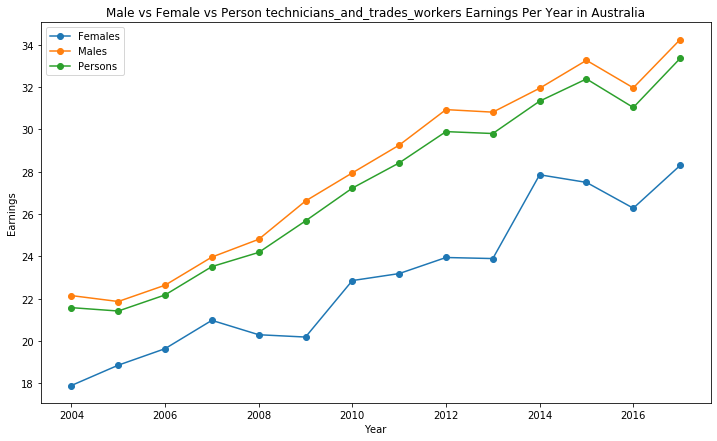 Male vs Female vs Person technicians_and_trades_workers Earnings Per Year in Australia
Females
Males
Persons
34
32
30
28
26
24
22
20
18
Earnings
2004
2006
2008
2010
2012
2014
2016
Year